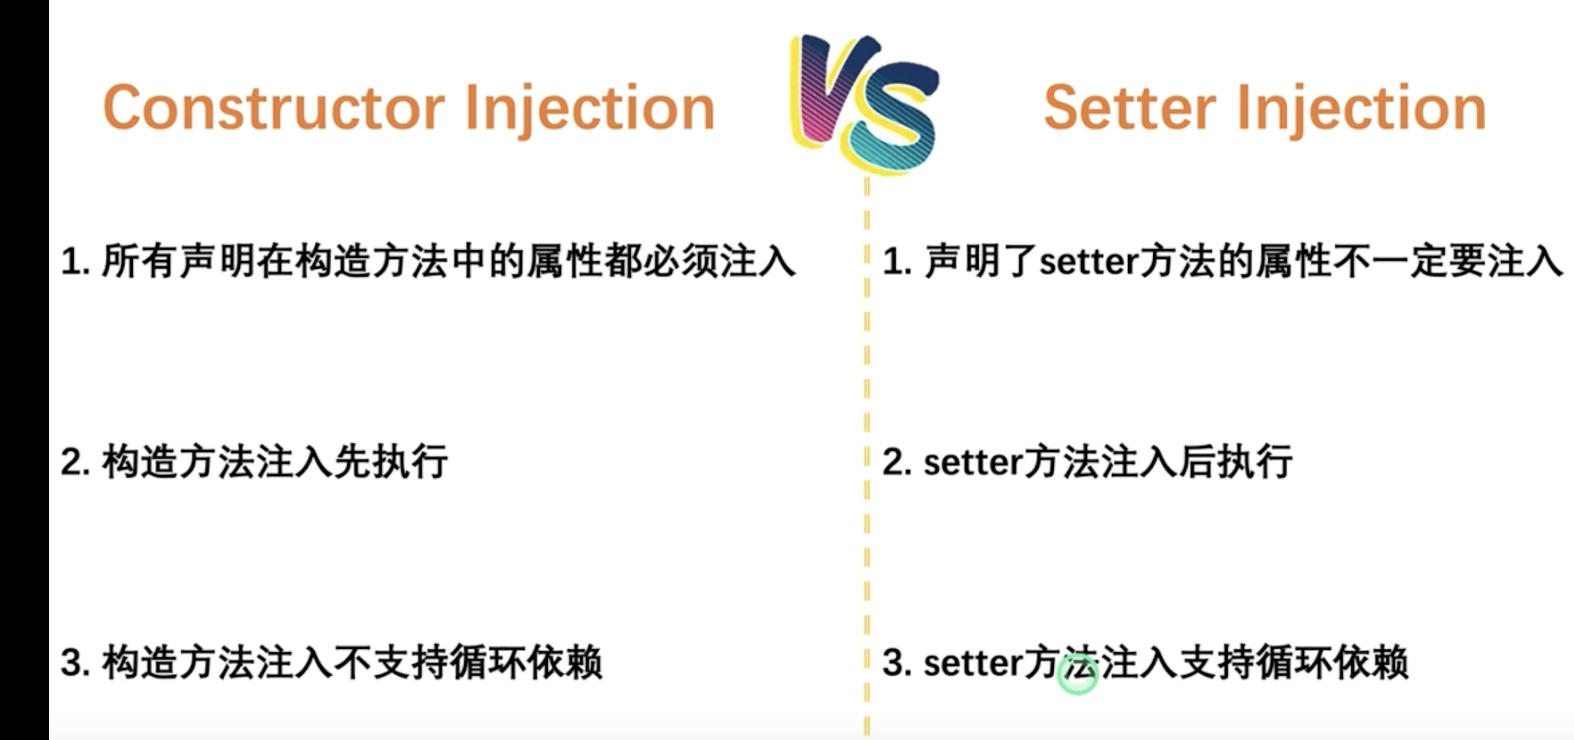 Constructor Injection
VS
Setter Injection
1. 所有声明在构造方法中的属性都必须注入
1. 声明了setter方法的属性不一定要注入
2. 构造方法注入先执行
2. setter方法注入后执行
3. 构造方法注入不支持循环依赖
3. setter方法注入支持循环依赖